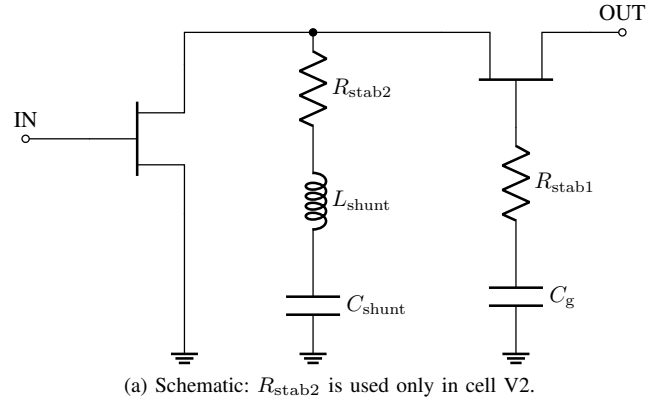 OUT
R_stab2
IN
R_stab1
L_shunt
C_shunt
C_g
(a) Schematic: R_stab2 is used only in cell V2.